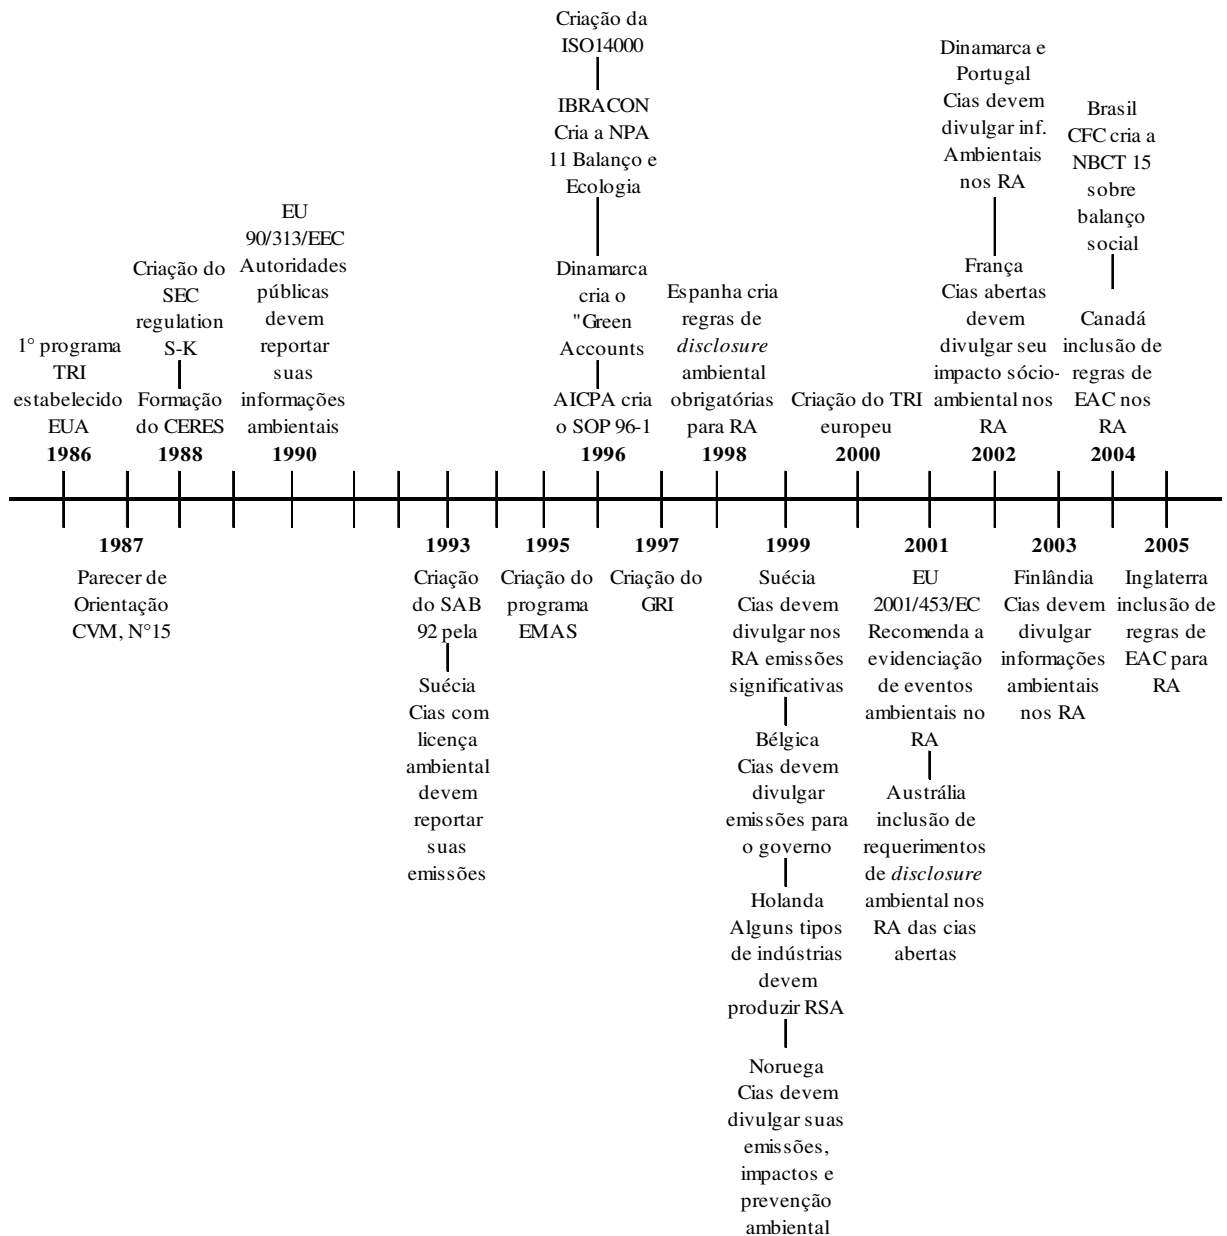 1° programa
TRI
estabelecido
EUA
1986
Criação do
SEC
regulation
S-K
Formação
do CERES
1988
EU
90/313/EEC
Autoridades
públicas
devem
reportar
suas
informações
ambientais
1990
Criação da
ISO14000
IBRACON
Cria a NPA
11 Balanço e
Ecologia
Dinamarca
cria o
"Green
Accounts
AICPA cria
o SOP 96-1
1996
Espanha cria
regras de
disclosure
ambiental
obrigatórias
para RA
1998
Criação do TRI
europeu
2000
Dinamarca e
Portugal
Cias devem
divulgar inf.
Ambientais
nos RA
França
Cias abertas
devem
divulgar seu
impacto sócio-
ambiental nos
RA
2002
Brasil
CFC cria a
NBCT 15
sobre
balanço
social
Canadá
inclusão de
regras de
EAC nos
RA
2004
1987
Parecer de
Orientação
CVM, N°15
1993
Criação
do SAB
92 pela
Suécia
Cias com
licença
ambiental
devem
reportar
suas
emissões
1995
Criação do
programa
EMAS
1997
Criação do
GRI
1999
Suécia
Cias devem
divulgar nos
RA emissões
significativas
Bélgica
Cias devem
divulgar
emissões para
o governo
Holanda
Alguns tipos
de indústrias
devem
produzir RSA
Noruega
Cias devem
divulgar suas
emissões,
impactos e
prevenção
ambiental
2001
EU
2001/453/EC
Recomenda a
evidenciação
de eventos
ambientais no
RA
Austrália
inclusão de
requerimentos
de disclosure
ambiental nos
RA das cias
abertas
2003
Finlândia
Cias devem
divulgar
informações
ambientais
nos RA
2005
Inglaterra
inclusão de
regras de
EAC para
RA